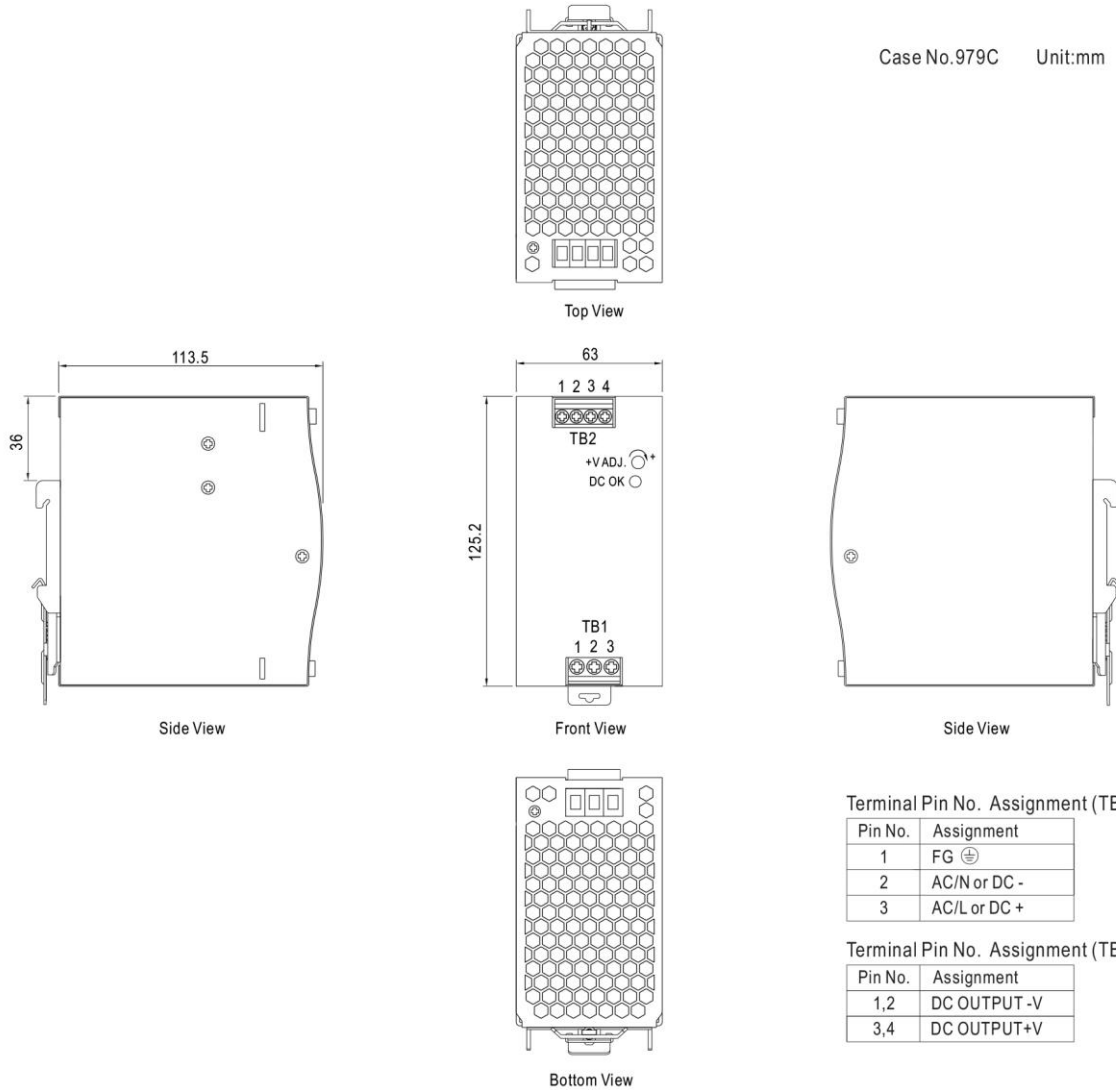 Case No.979C Unit:mm
Top View
113.5
36
63
1 2 3 4
TB2
+V ADJ. +
DC OK
125.2
TB1
1 2 3
Side View
Front View
Side View
Bottom View
Terminal Pin No. Assignment (TE
Pin No. Assignment
1 FG
2 AC/N or DC -
3 AC/L or DC +
Terminal Pin No. Assignment (TE
Pin No. Assignment
1,2 DC OUTPUT -V
3,4 DC OUTPUT+V